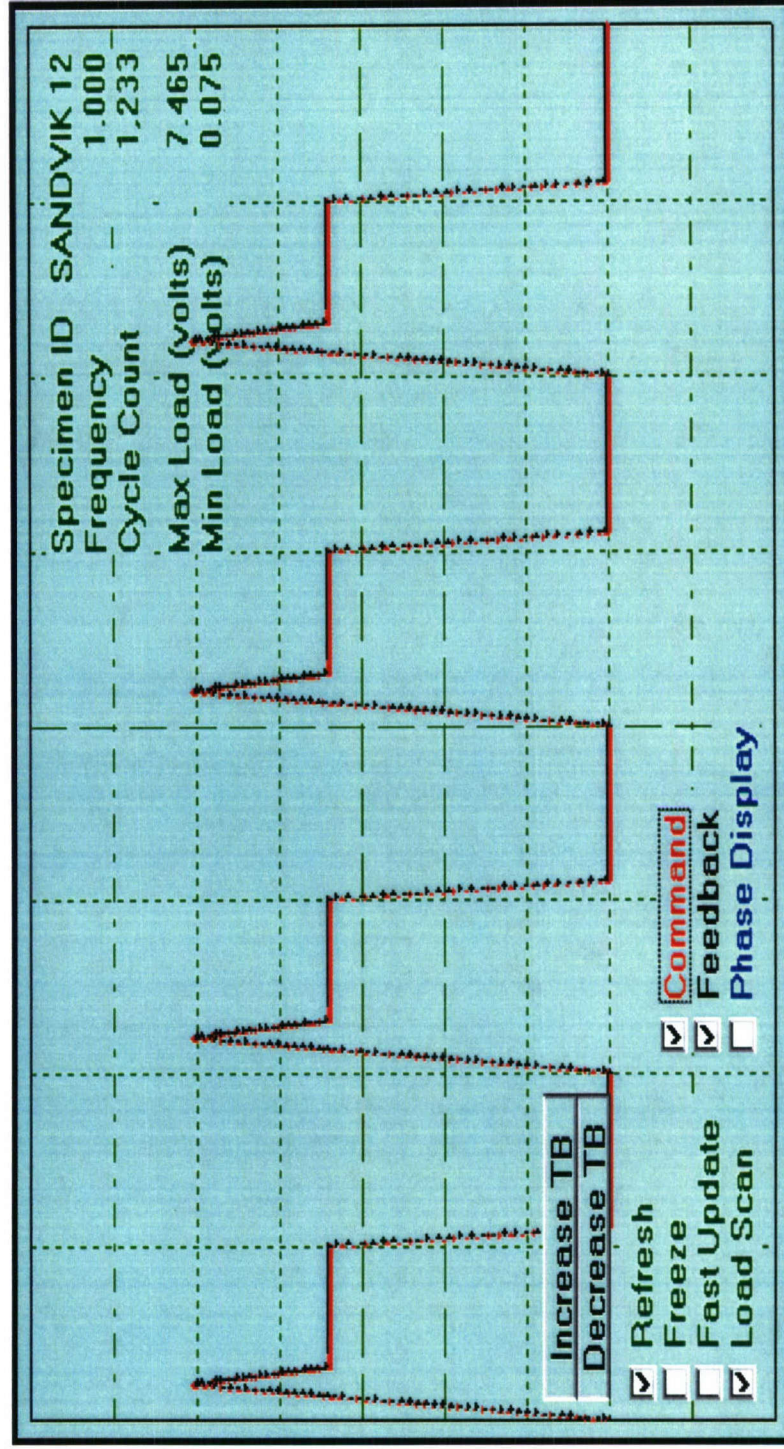 Specimen ID SANDVIK 12
Frequency 1.000
Cycle Count 1,233
Max Load (volts) 7.465
Min Load (volts) 0.075
Increase TB
Decrease TB
Refresh
Freeze
Fast Update
Load Scan
Command
Feedback
Phase Display